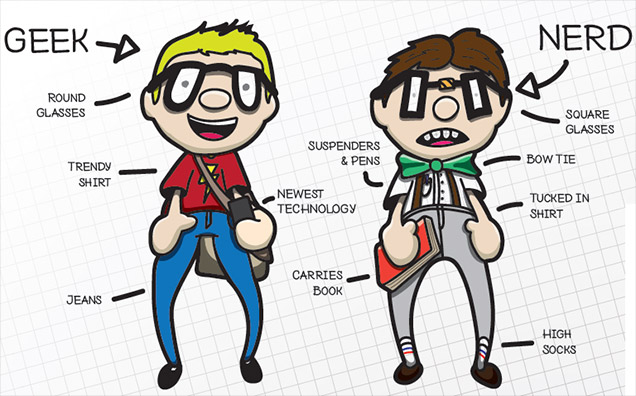 GEEK
ROUND
GLASSES
TRENDY
SHIRT
NEWEST
TECHNOLOGY
JEANS
NERD
SQUARE
GLASSES
SUSPENDERS
& PENS
BOW TIE
TUCKED IN
SHIRT
CARRIES
BOOK
HIGH
SOCKS